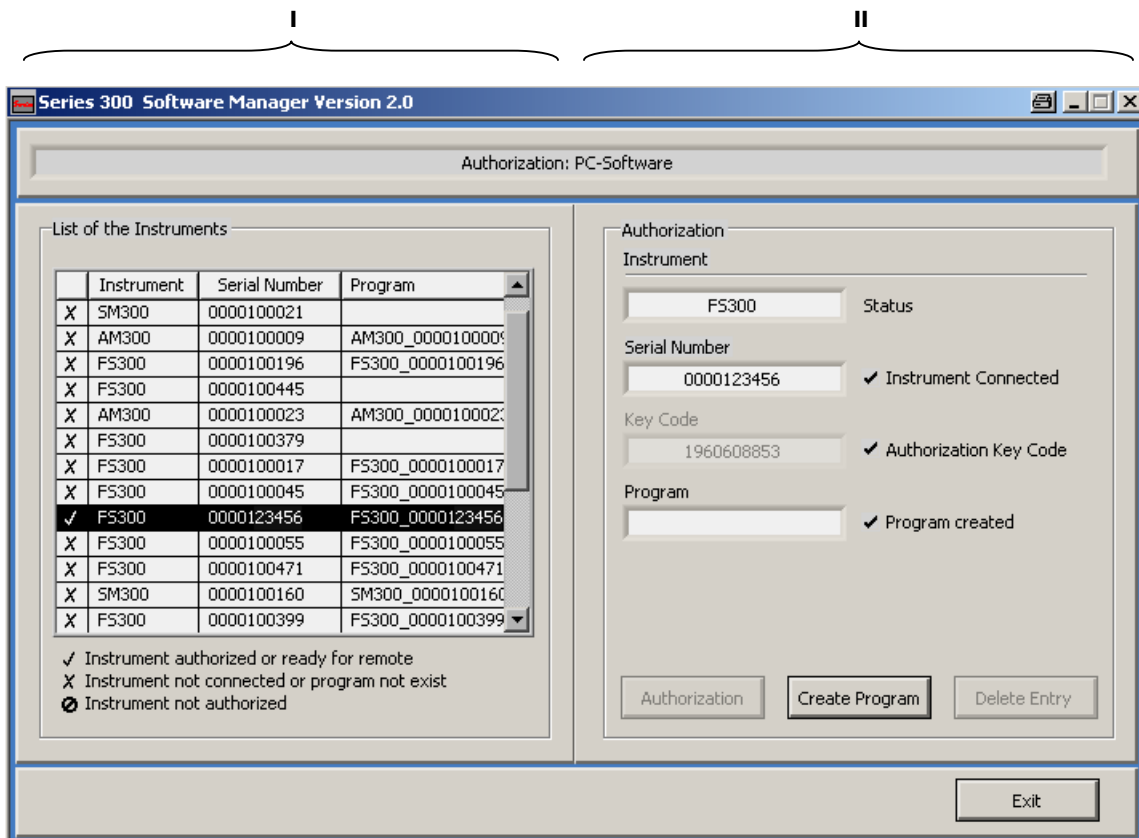 I II
Series 300 Software Manager Version 2.0
Authorization: PC-Software
List of the Instruments
Instrument Serial Number Program
X SM300 0000100021
X AM300 0000100009 AM300_0000100009
X FS300 0000100196 FS300_0000100196
X FS300 0000100445
X AM300 0000100023 AM300_0000100023
X FS300 0000100379
X FS300 0000100017 FS300_0000100017
X FS300 0000100045 FS300_0000100045
✓ FS300 0000123456 FS300_0000123456
X FS300 0000100055 FS300_0000100055
X FS300 0000100471 FS300_0000100471
X SM300 0000100160 SM300_0000100160
X FS300 0000100399 FS300_0000100399
✓ Instrument authorized or ready for remote
X Instrument not connected or program not exist
Instrument not authorized
Authorization
Instrument
FS300 Status
Serial Number
0000123456 ✓ Instrument Connected
Key Code
1960608853 ✓ Authorization Key Code
Program
✓ Program created
Authorization Create Program Delete Entry
Exit